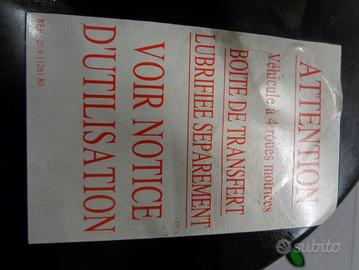 ATTENTION
Véhicule à 4 roues motrices
BOITE DE TRANSFERT
LUBRIFIEE SEPAREMENT
VOIR NOTICE
D'UTILISATION
subito